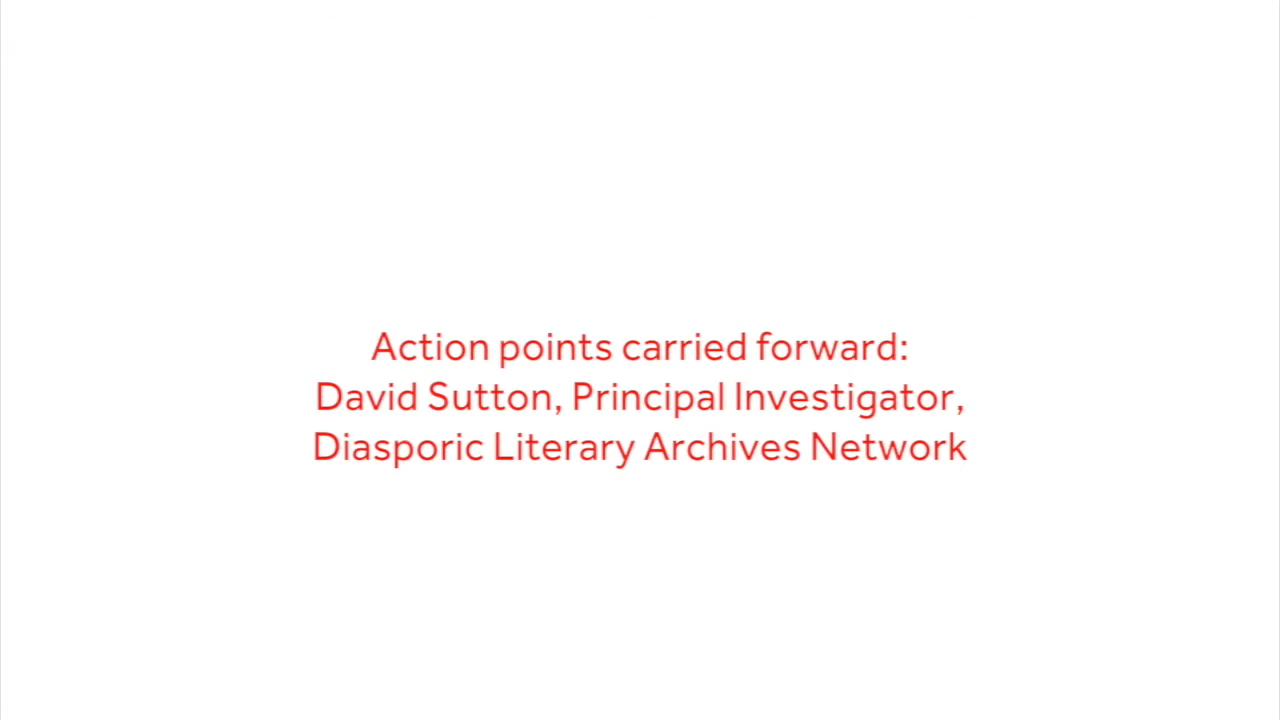 Action points carried forward:
David Sutton, Principal Investigator,
Diasporic Literary Archives Network